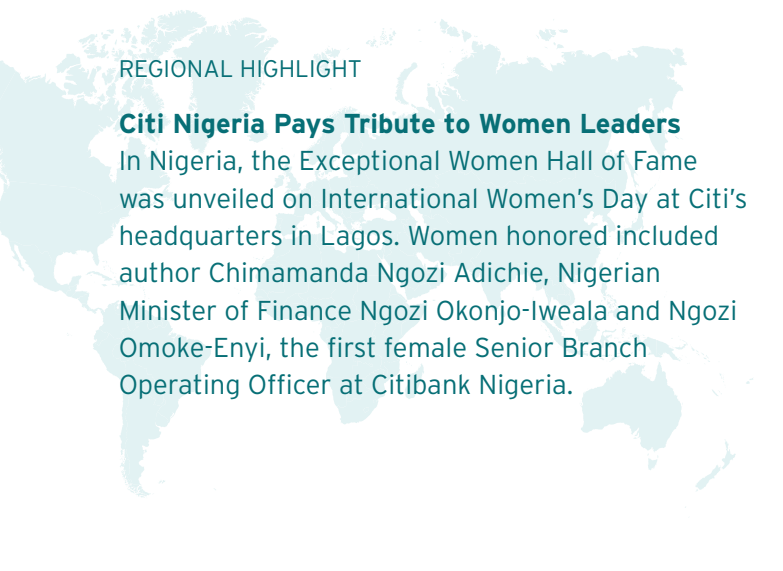 REGIONAL HIGHLIGHT
Citi Nigeria Pays Tribute to Women Leaders
In Nigeria, the Exceptional Women Hall of Fame
was unveiled on International Women’s Day at Citi’s
headquarters in Lagos. Women honored included
author Chimamanda Ngozi Adichie, Nigerian
Minister of Finance Ngozi Okonjo-Iweala and Ngozi
Omoke-Enyi, the first female Senior Branch
Operating Officer at Citibank Nigeria.